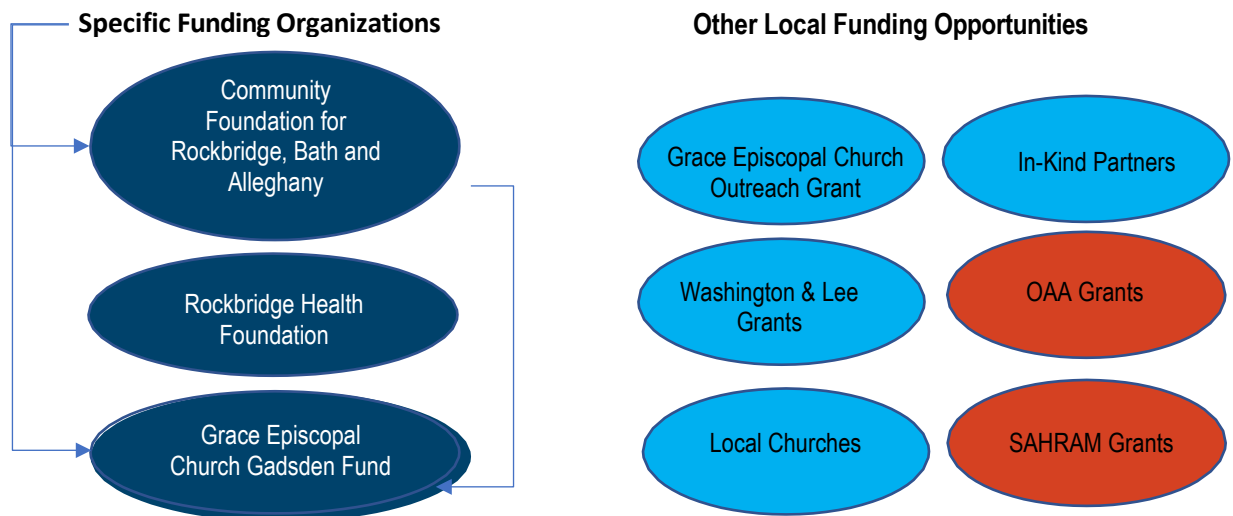 Specific Funding Organizations
Community
Foundation for
Rockbridge, Bath and
Alleghany
Rockbridge Health
Foundation
Grace Episcopal
Church Gadsden Fund
Other Local Funding Opportunities
Grace Episcopal Church
Outreach Grant
In-Kind Partners
Washington & Lee
Grants
OAA Grants
Local Churches
SAHRAM Grants